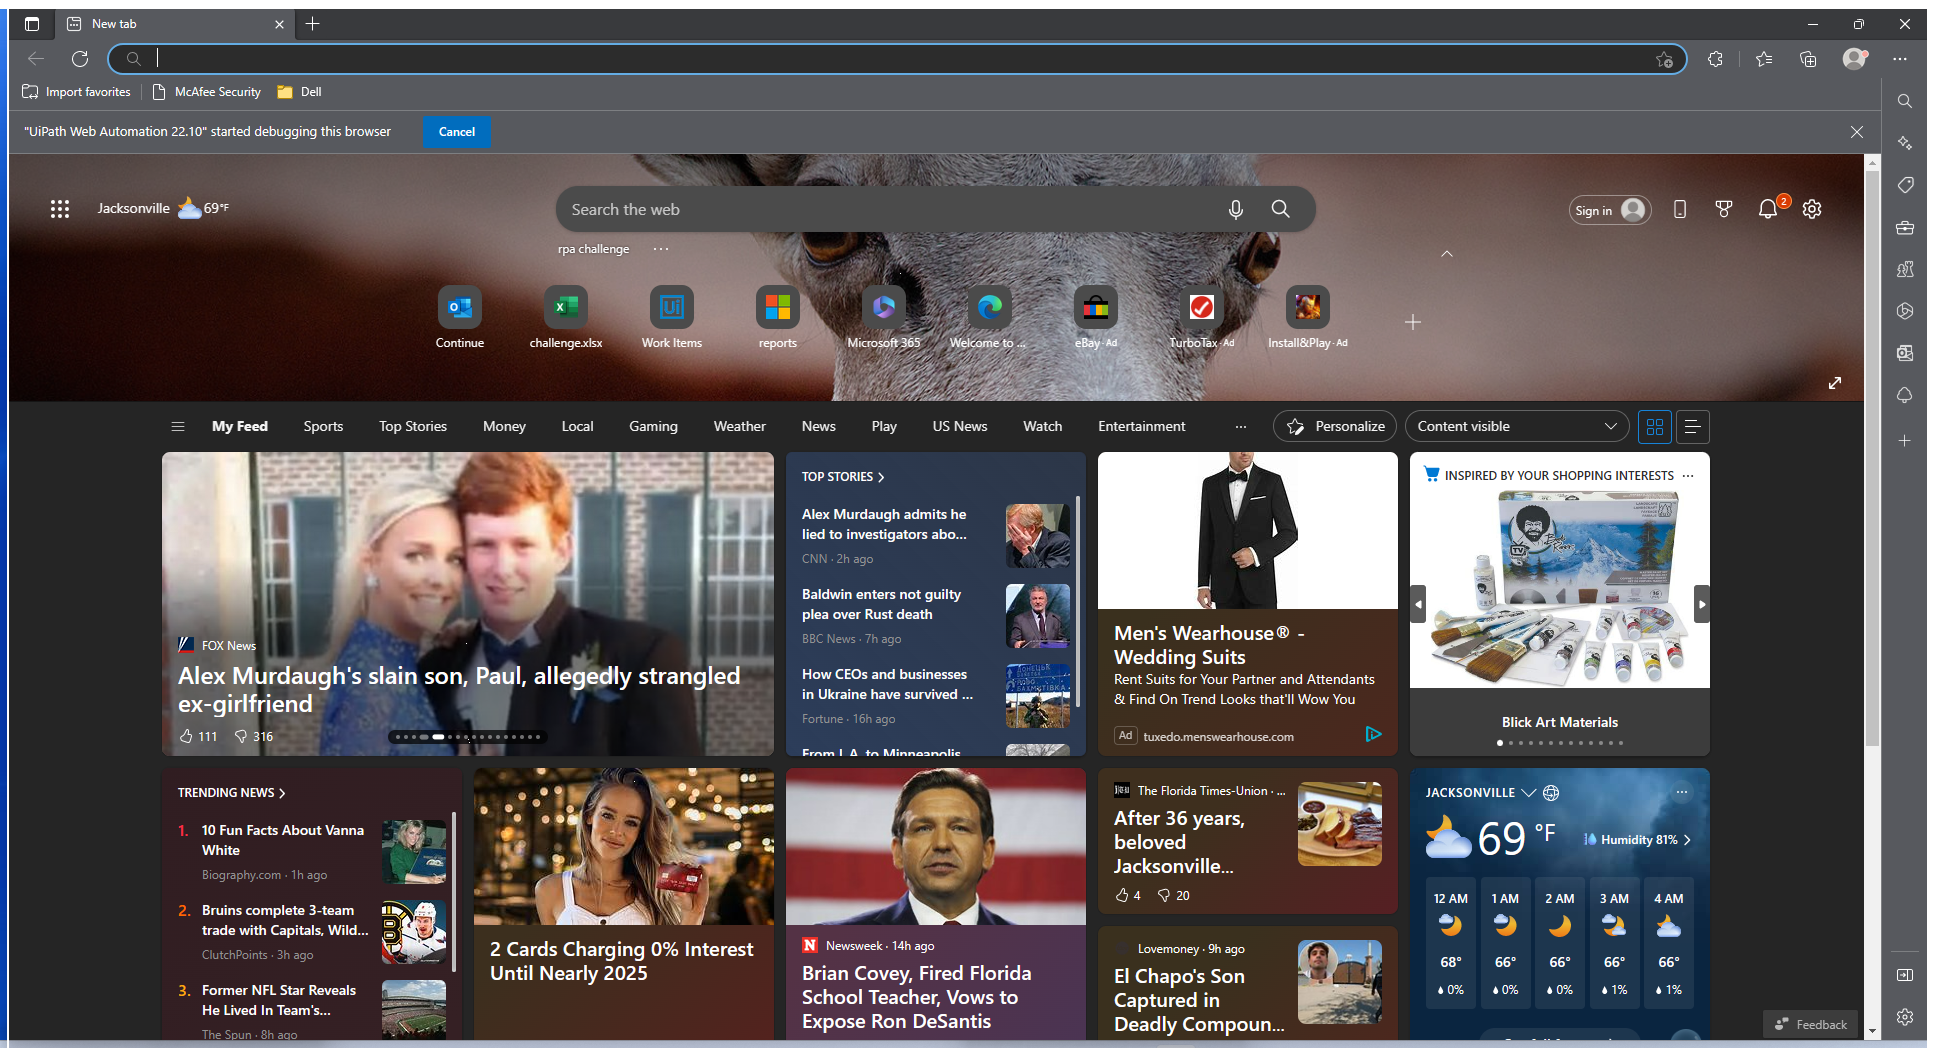 New tab
Import favorites
McAfee Security
Dell
"UiPath Web Automation 22.10" started debugging this browser
Cancel
Jacksonville
69°F
Search the web
Sign in
2
rpa challenge
Continue
challenge.xlsx
Work Items
reports
Microsoft 365
Welcome to ...
eBay · Ad
TurboTax · Ad
Install&Play · Ad
My Feed
Sports
Top Stories
Money
Local
Gaming
Weather
News
Play
US News
Watch
Entertainment
...
Personalize
Content visible
FOX News
Alex Murdaugh's slain son, Paul, allegedly strangled
ex-girlfriend
111
316
TOP STORIES
Alex Murdaugh admits he
lied to investigators abo...
CNN · 2h ago
Baldwin enters not guilty
plea over Rust death
BBC News · 7h ago
How CEOs and businesses
in Ukraine have survived ...
Fortune · 16h ago
From L.A. to Minneapolis
Men's Wearhouse® -
Wedding Suits
Rent Suits for Your Partner and Attendants
& Find On Trend Looks that'll Wow You
Ad
tuxedo.menswearhouse.com
INSPIRED BY YOUR SHOPPING INTERESTS
Blick Art Materials
TRENDING NEWS
1. 10 Fun Facts About Vanna
White
Biography.com · 1h ago
2. Bruins complete 3-team
trade with Capitals, Wild...
ClutchPoints · 3h ago
3. Former NFL Star Reveals
He Lived In Team's...
The Spun · 8h ago
2 Cards Charging 0% Interest
Until Nearly 2025
Newsweek · 14h ago
Brian Covey, Fired Florida
School Teacher, Vows to
Expose Ron DeSantis
The Florida Times-Union · ...
After 36 years,
beloved
Jacksonville...
4
20
Lovemoney · 9h ago
El Chapo's Son
Captured in
Deadly Compoun...
JACKSONVILLE
69 °F
Humidity 81%
12 AM
1 AM
2 AM
3 AM
4 AM
68°
66°
66°
66°
66°
0%
0%
0%
1%
1%
Feedback